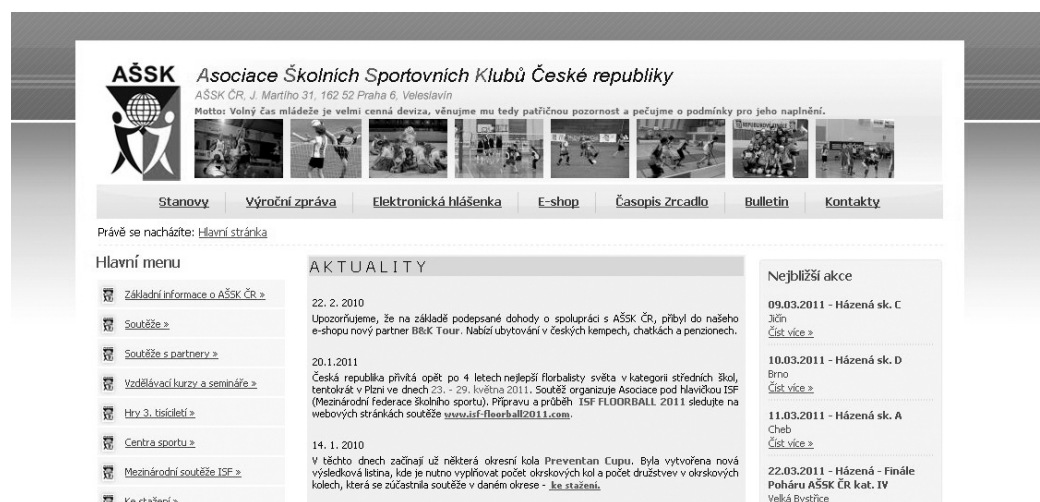 AŠSK
Asociace Školních Sportovních Klubů České republiky
AŠSK ČR, J. Martího 31, 162 52 Praha 6, Veleslavín
Motto: Volný čas mládeže je velmi cenná deviza, věnujme mu tedy patřičnou pozornost a pečujme o podmínky pro jeho naplnění.
Stanovy Výroční zpráva Elektronická hlášenka E-shop Časopis Zrcadlo Bulletin Kontakty
Právě se nacházíte: Hlavní stránka
Hlavní menu
Základní informace o AŠSK ČR »
Soutěže »
Soutěže s partnery »
Vzdělávací kurzy a semináře »
Hry 3. tisíciletí »
Centra sportu »
Mezinárodní soutěže ISF »
Ke stažení »
AKTUALITY
22. 2. 2010
Upozorňujeme, že na základě podepsané dohody o spolupráci s AŠSK ČR, přibyl do našeho
e-shopu nový partner B&K Tour. Nabízí ubytování v českých kempech, chatkách a penzionech.
20.1.2011
Česká republika přivítá opět po 4 letech nejlepší florbalisty světa v kategorii středních škol,
tentokrát v Plzni ve dnech 23. - 29. května 2011. Soutěž organizuje Asociace pod hlavičkou ISF
(Mezinárodní federace školního sportu). Přípravu a průběh ISF FLOORBALL 2011 sledujte na
webových stránkách soutěže www.isf-floorball2011.com.
14. 1. 2010
V těchto dnech začínají už některá okresní kola Preventan Cupu. Byla vytvořena nová
výsledková listina, kde je nutno vyplňovat počet okrskových kol a počet družstev v okrskových
kolech, která se zúčastnila soutěže v daném okrese - ke stažení.
Nejbližší akce
09.03.2011 - Házená sk. C
Jičín
Číst více »
10.03.2011 - Házená sk. D
Brno
Číst více »
11.03.2011 - Házená sk. A
Cheb
Číst více »
22.03.2011 - Házená - Finále
Poháru AŠSK ČR kat. IV
Velká Bystřice